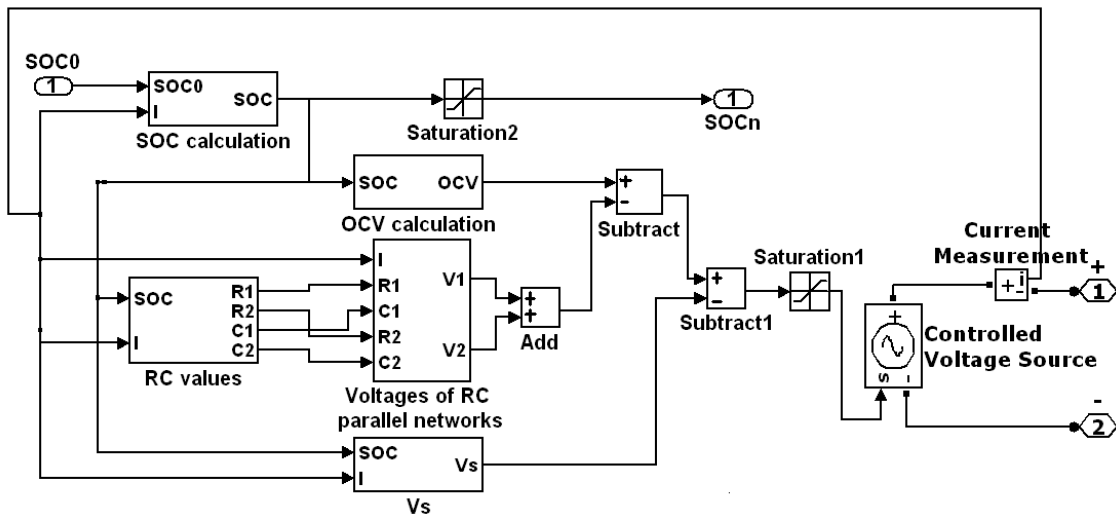 SOC0
1
SOC0
I
SOC
SOC calculation
Saturation2
1
SOCn
SOC
OCV
OCV calculation
+
-
Subtract
I
R1
C1
R2
C2
V1
V2
Voltages of RC
parallel networks
SOC
I
R1
R2
C1
C2
RC values
+
+
Add
+
-
Subtract1
Saturation1
Current
Measurement
+
-
i
+
1
+
s
-
Controlled
Voltage Source
-
2
SOC
I
Vs
Vs